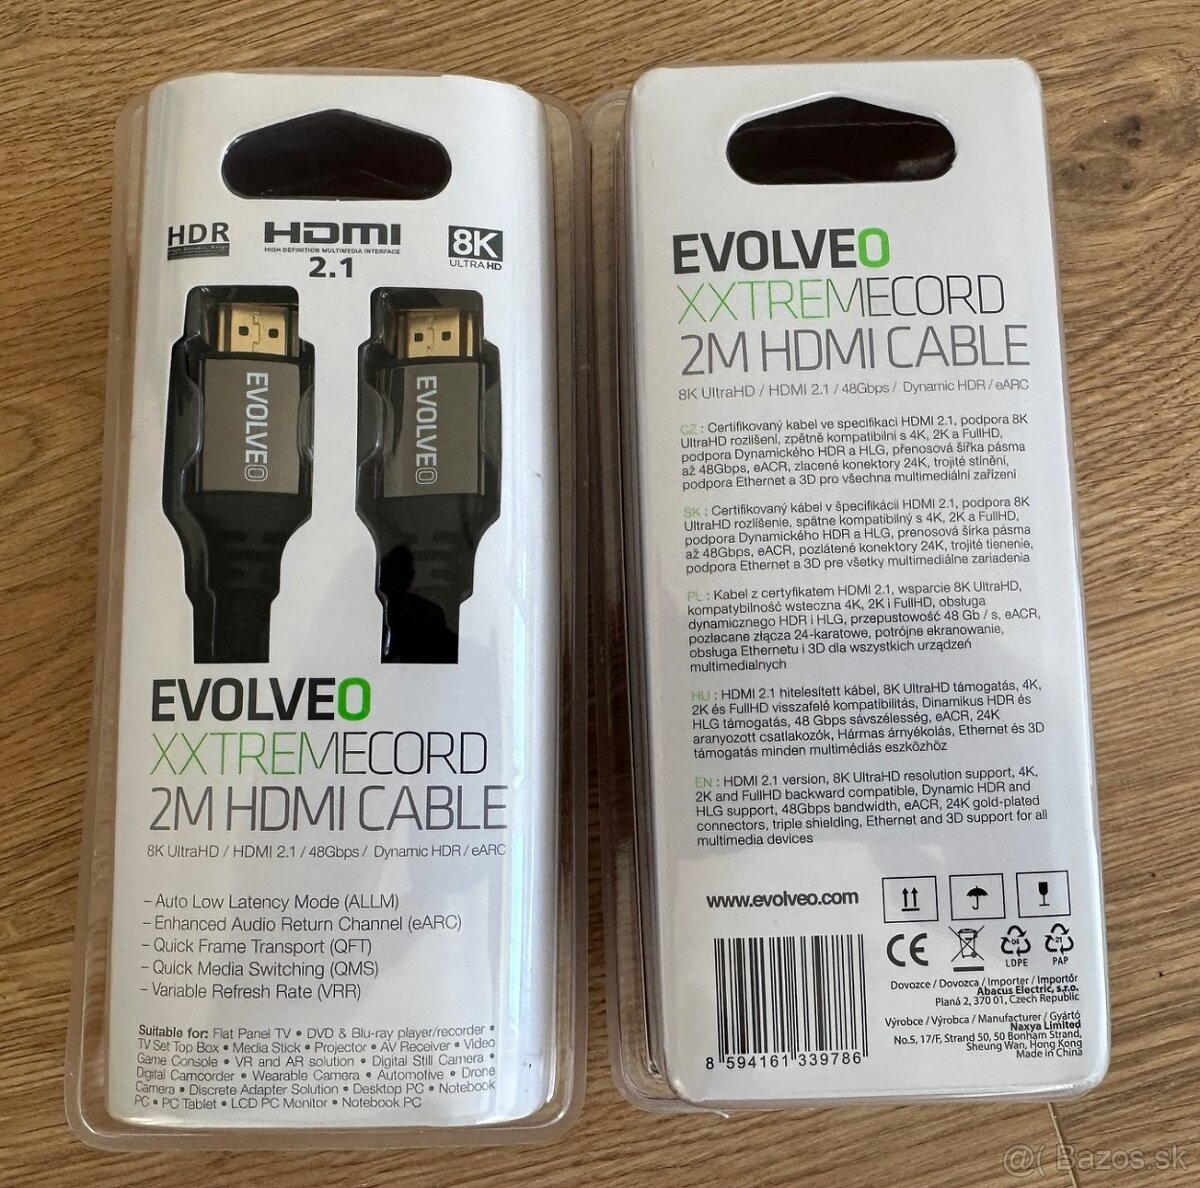 HDR
HDMI
HIGH DEFINITION MULTIMEDIA INTERFACE
2.1
8K
ULTRA HD
EVOLVEO
EVOLVEO
EVOLVEO
XXTREMECORD
2M HDMI CABLE
8K UltraHD / HDMI 2.1 / 48Gbps / Dynamic HDR / eARC
– Auto Low Latency Mode (ALLM)
– Enhanced Audio Return Channel (eARC)
– Quick Frame Transport (QFT)
– Quick Media Switching (QMS)
– Variable Refresh Rate (VRR)
Suitable for: Flat Panel TV • DVD & Blu-ray player/recorder •
TV Set Top Box • Media Stick • Projector • AV Receiver • Video
Game Console • VR and AR solution • Digital Still Camera •
Digital Camcorder • Wearable Camera • Automotive • Drone
Camera • Discrete Adapter Solution • Desktop PC • Notebook
PC • PC Tablet • LCD PC Monitor • Notebook PC
EVOLVEO
XXTREMECORD
2M HDMI CABLE
8K UltraHD / HDMI 2.1 / 48Gbps / Dynamic HDR / eARC
CZ : Certifikovaný kabel ve specifikaci HDMI 2.1, podpora 8K
UltraHD rozlišení, zpětně kompatibilní s 4K, 2K a FullHD,
podpora Dynamického HDR a HLG, přenosová šířka pásma
až 48Gbps, eACR, zlacené konektory 24K, trojité stínění,
podpora Ethernet a 3D pro všechna multimediální zařízení
SK : Certifikovaný kábel v špecifikácii HDMI 2.1, podpora 8K
UltraHD rozlíšenie, spätne kompatibilný s 4K, 2K a FullHD,
podpora Dynamického HDR a HLG, prenosová šírka pásma
až 48Gbps, eACR, pozlátené konektory 24K, trojité tienenie,
podpora Ethernet a 3D pre všetky multimediálne zariadenia
PL : Kabel z certyfikatem HDMI 2.1, wsparcie 8K UltraHD,
kompatybilność wsteczna 4K, 2K i FullHD, obsługa
dynamicznego HDR i HLG, przepustowość 48 Gb / s, eACR,
pozłacane złącza 24-karatowe, potrójne ekranowanie,
obsługa Ethernetu i 3D dla wszystkich urządzeń
multimedialnych
HU : HDMI 2.1 hitelesített kábel, 8K UltraHD támogatás, 4K,
2K és FullHD visszafelé kompatibilitás, Dinamikus HDR és
HLG támogatás, 48 Gbps sávszélesség, eACR, 24K
aranyozott csatlakozók, Hármas árnyékolás, Ethernet és 3D
támogatás minden multimédiás eszközhöz
EN : HDMI 2.1 version, 8K UltraHD resolution support, 4K,
2K and FullHD backward compatible, Dynamic HDR and
HLG support, 48Gbps bandwidth, eACR, 24K gold-plated
connectors, triple shielding, Ethernet and 3D support for all
multimedia devices
www.evolveo.com
CE
04
LDPE
21
PAP
Dovozce / Dovozca / Importer / Importőr
Abacus Electric, s.r.o.
Planá 2, 370 01, Czech Republic
Výrobce / Výrobca / Manufacturer / Gyártó
Naxya Limited
No.5, 17/F, Strand 50, 50 Bonham Strand,
Sheung Wan, Hong Kong
Made in China
8 594161 339786
@( Bazos.sk